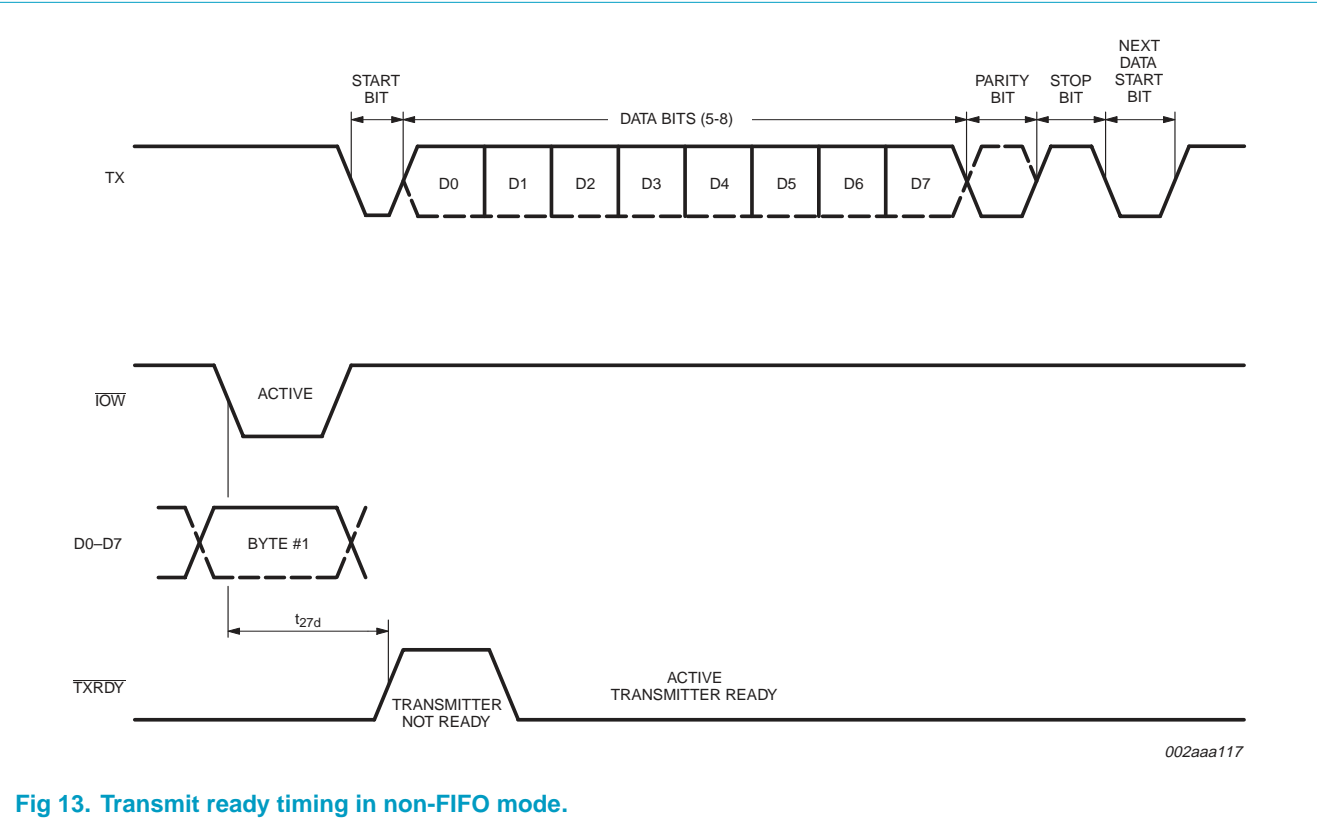 START
BIT
DATA BITS (5-8)
PARITY
BIT
STOP
BIT
NEXT
DATA
START
BIT
TX
D0
D1
D2
D3
D4
D5
D6
D7
IOW
ACTIVE
D0–D7
BYTE #1
t27d
TXRDY
TRANSMITTER
NOT READY
ACTIVE
TRANSMITTER READY
002aaa117
Fig 13. Transmit ready timing in non-FIFO mode.